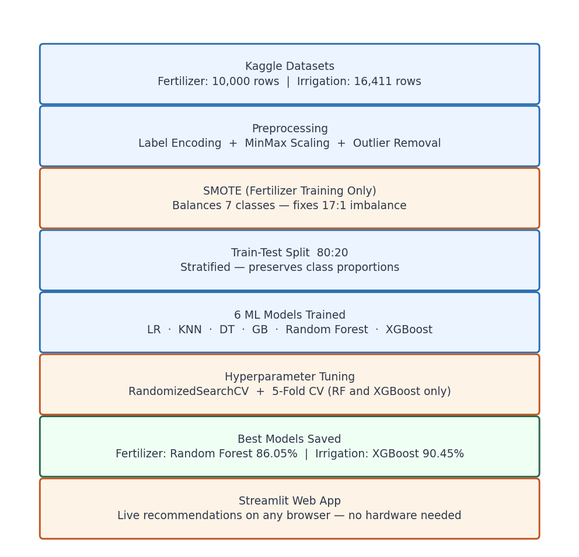 Kaggle Datasets
Fertilizer: 10,000 rows | Irrigation: 16,411 rows
Preprocessing
Label Encoding + MinMax Scaling + Outlier Removal
SMOTE (Fertilizer Training Only)
Balances 7 classes — fixes 17:1 imbalance
Train-Test Split 80:20
Stratified — preserves class proportions
6 ML Models Trained
LR · KNN · DT · GB · Random Forest · XGBoost
Hyperparameter Tuning
RandomizedSearchCV + 5-Fold CV (RF and XGBoost only)
Best Models Saved
Fertilizer: Random Forest 86.05% | Irrigation: XGBoost 90.45%
Streamlit Web App
Live recommendations on any browser — no hardware needed